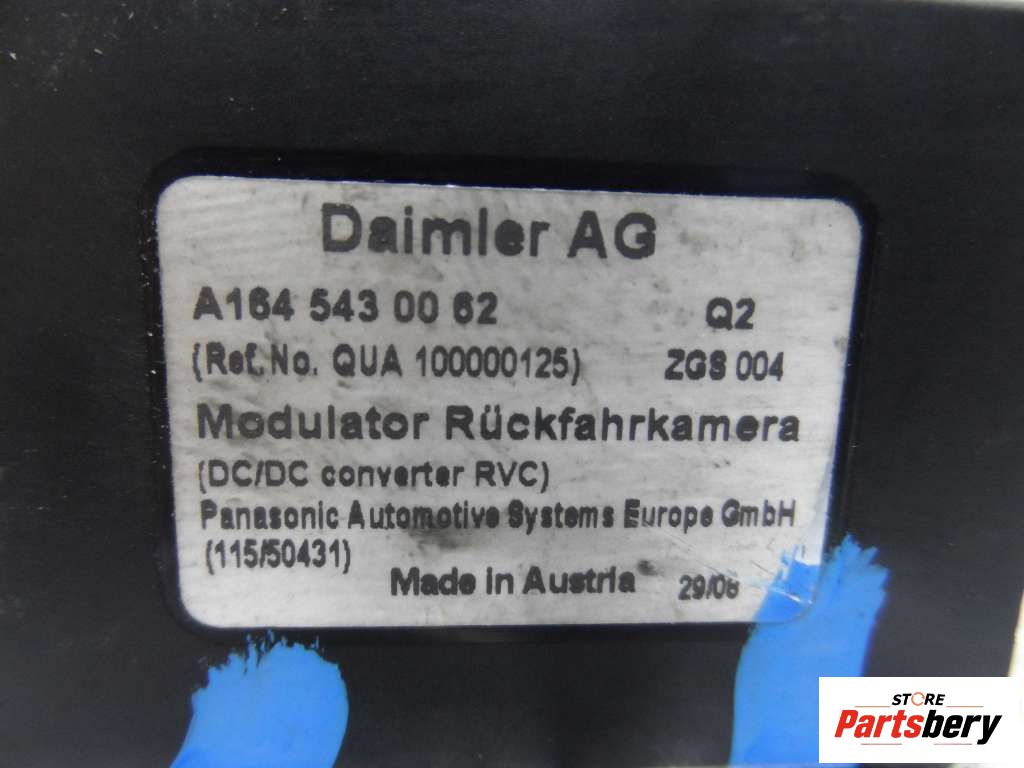 Daimler AG
A164 543 00 62 Q2
(Ref.No. QUA 100000125) ZGS 004
Modulator Rückfahrkamera
(DC/DC converter RVC)
Panasonic Automotive Systems Europe GmbH
(115/50431)
Made in Austria 29/08
STORE
Partsbery